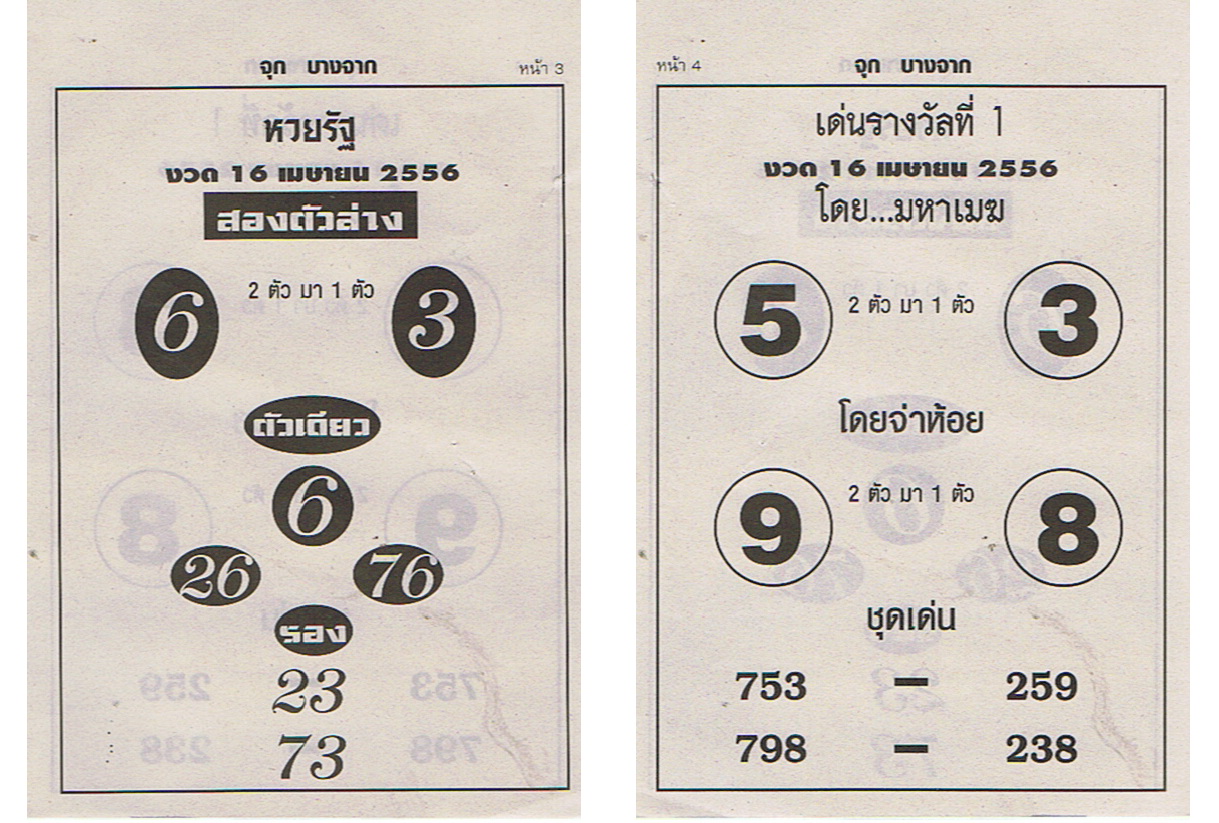 จุก บางจาก
หน้า 3
หวยรัฐ
งวด 16 เมษายน 2556
สองตัวล่าง
6 2 ตัว มา 1 ตัว 3
ตัวเดียว
6
26 76
รอง
23
73
หน้า 4
จุก บางจาก
เด่นรางวัลที่ 1
งวด 16 เมษายน 2556
โดย...มหาเมฆ
5 2 ตัว มา 1 ตัว 3
โดยจ่าห้อย
9 2 ตัว มา 1 ตัว 8
ชุดเด่น
753 – 259
798 – 238